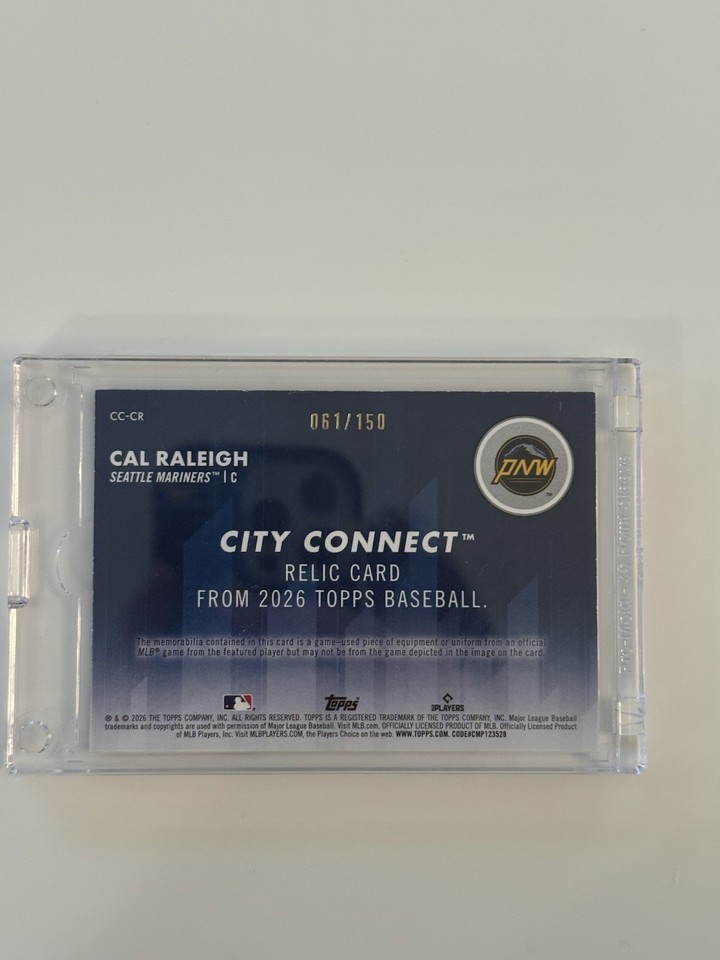 CC-CR
061/150
CAL RALEIGH
SEATTLE MARINERS™ | C
PNW
™
CITY CONNECT™
RELIC CARD
FROM 2026 TOPPS BASEBALL.
The memorabilia contained in this card is a game-used piece of equipment or uniform from an official
MLB® game from the featured player but may not be from the game depicted in the image on the card.
Topps
PLAYERS
® & © 2026 THE TOPPS COMPANY, INC. ALL RIGHTS RESERVED. TOPPS IS A REGISTERED TRADEMARK OF THE TOPPS COMPANY, INC. Major League Baseball
trademarks and copyrights are used with permission of Major League Baseball. Visit MLB.com. OFFICIALLY LICENSED PRODUCT OF MLB. Officially Licensed Product
of MLB Players, Inc. Visit MLBPLAYERS.com, the Players Choice on the web. WWW.TOPPS.COM. CODE#CMP123528